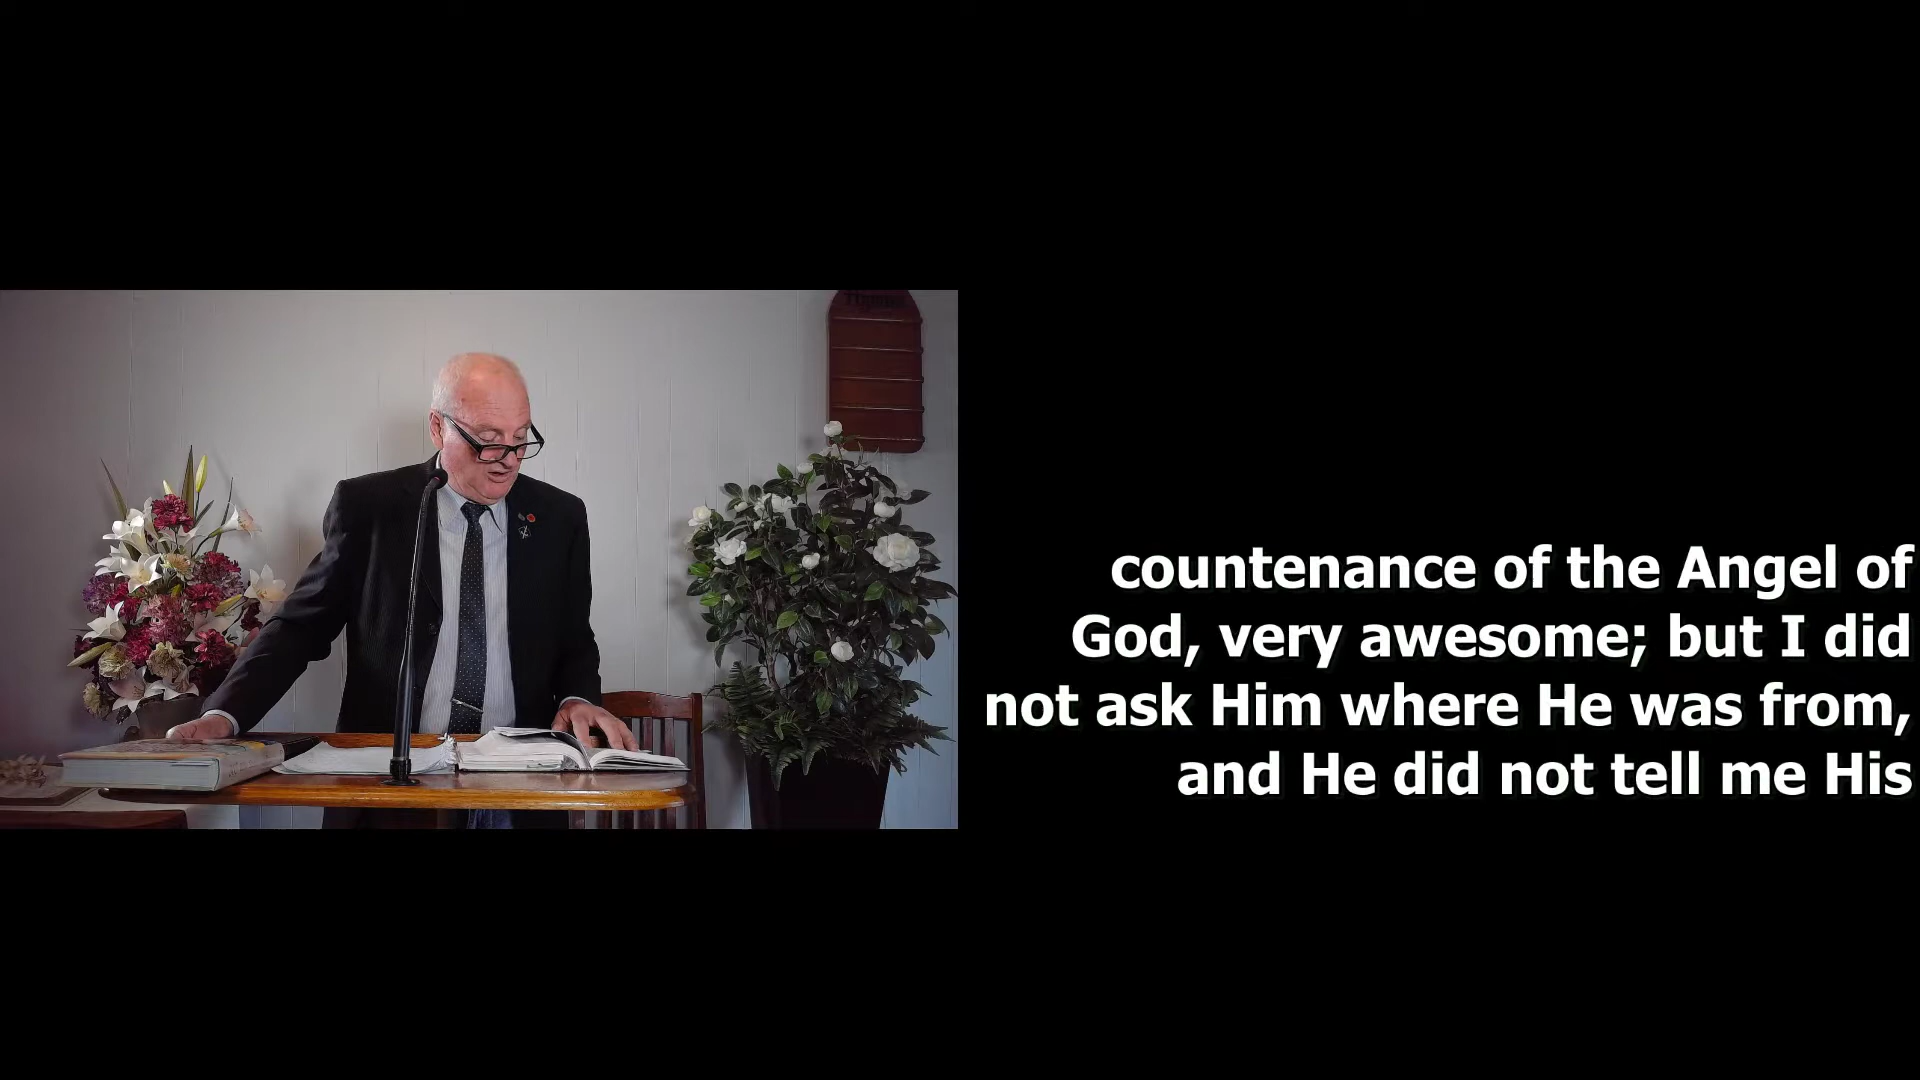 Hymns
countenance of the Angel of
God, very awesome; but I did
not ask Him where He was from,
and He did not tell me His